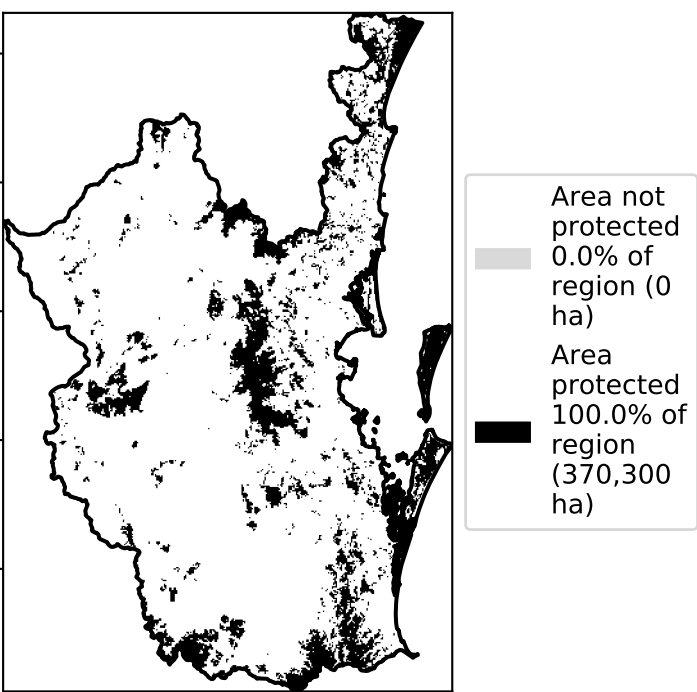 Area not
protected
0.0% of
region (0
ha)
Area
protected
100.0% of
region
(370,300
ha)